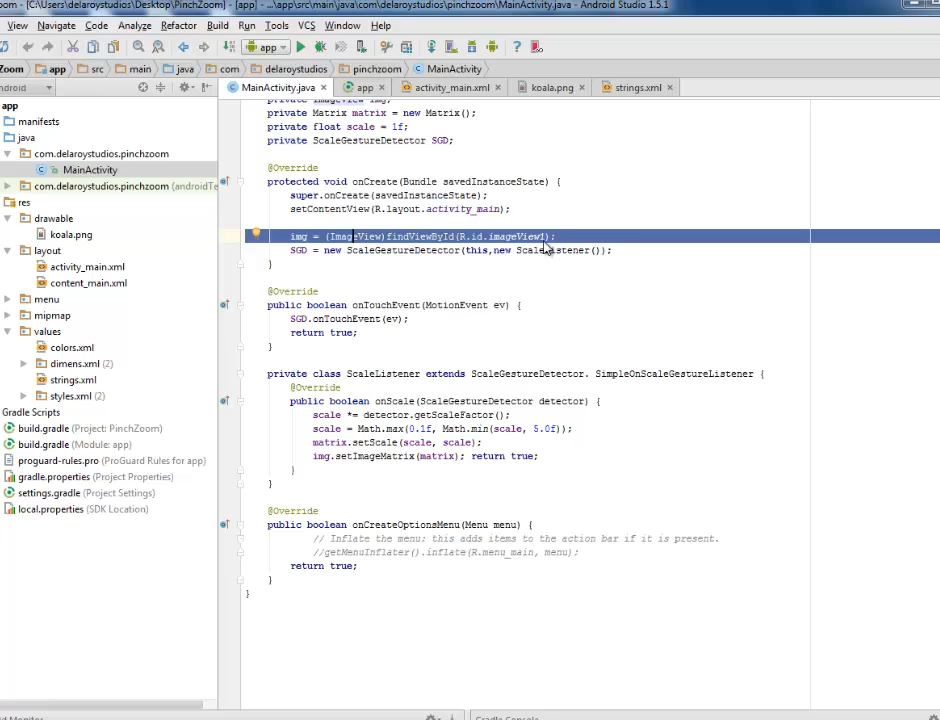 oom - [C:\Users\delaroystudios\Desktop\PinchZoom] - [app] - ...\app\src\main\java\com\delaroystudios\pinchzoom\MainActivity.java - Android Studio 1.5.1
View Navigate Code Analyze Refactor Build Run Tools VCS Window Help
app
Zoom app src main java com delaroystudios pinchzoom MainActivity
ndroid MainActivity.java app activity_main.xml koala.png strings.xml
app
manifests
java
com.delaroystudios.pinchzoom
MainActivity
com.delaroystudios.pinchzoom (androidTe
res
drawable
koala.png
layout
activity_main.xml
content_main.xml
menu
mipmap
values
colors.xml
dimens.xml (2)
strings.xml
styles.xml (2)
Gradle Scripts
build.gradle (Project: PinchZoom)
build.gradle (Module: app)
proguard-rules.pro (ProGuard Rules for app)
gradle.properties (Project Properties)
settings.gradle (Project Settings)
local.properties (SDK Location)
private ImageView img;
private Matrix matrix = new Matrix();
private float scale = 1f;
private ScaleGestureDetector SGD;
@Override
protected void onCreate(Bundle savedInstanceState) {
super.onCreate(savedInstanceState);
setContentView(R.layout.activity_main);
img = (ImageView)findViewById(R.id.imageView1);
SGD = new ScaleGestureDetector(this,new ScaleListener());
}
@Override
public boolean onTouchEvent(MotionEvent ev) {
SGD.onTouchEvent(ev);
return true;
}
private class ScaleListener extends ScaleGestureDetector. SimpleOnScaleGestureListener {
@Override
public boolean onScale(ScaleGestureDetector detector) {
scale *= detector.getScaleFactor();
scale = Math.max(0.1f, Math.min(scale, 5.0f));
matrix.setScale(scale, scale);
img.setImageMatrix(matrix); return true;
}
}
@Override
public boolean onCreateOptionsMenu(Menu menu) {
// Inflate the menu; this adds items to the action bar if it is present.
//getMenuInflater().inflate(R.menu_main, menu);
return true;
}
}
Gradle Console